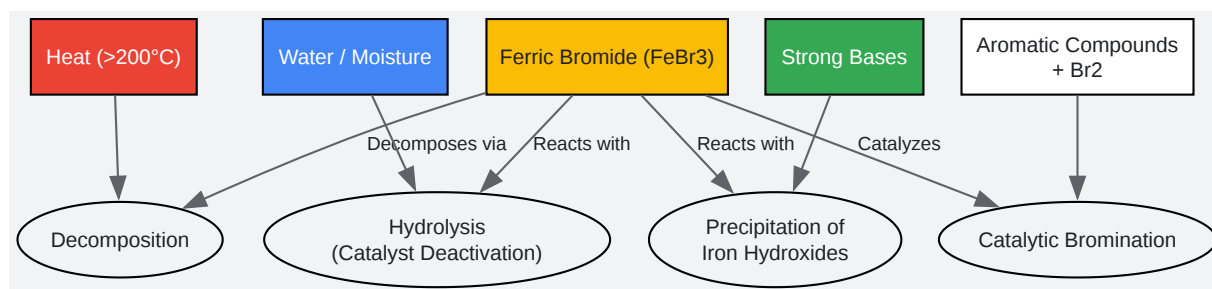 Heat (>200°C)
Water / Moisture
Ferric Bromide (FeBr3)
Strong Bases
Aromatic Compounds
+ Br2
Decomposes via
Reacts with
Reacts with
Catalyzes
Decomposition
Hydrolysis
(Catalyst Deactivation)
Precipitation of
Iron Hydroxides
Catalytic Bromination